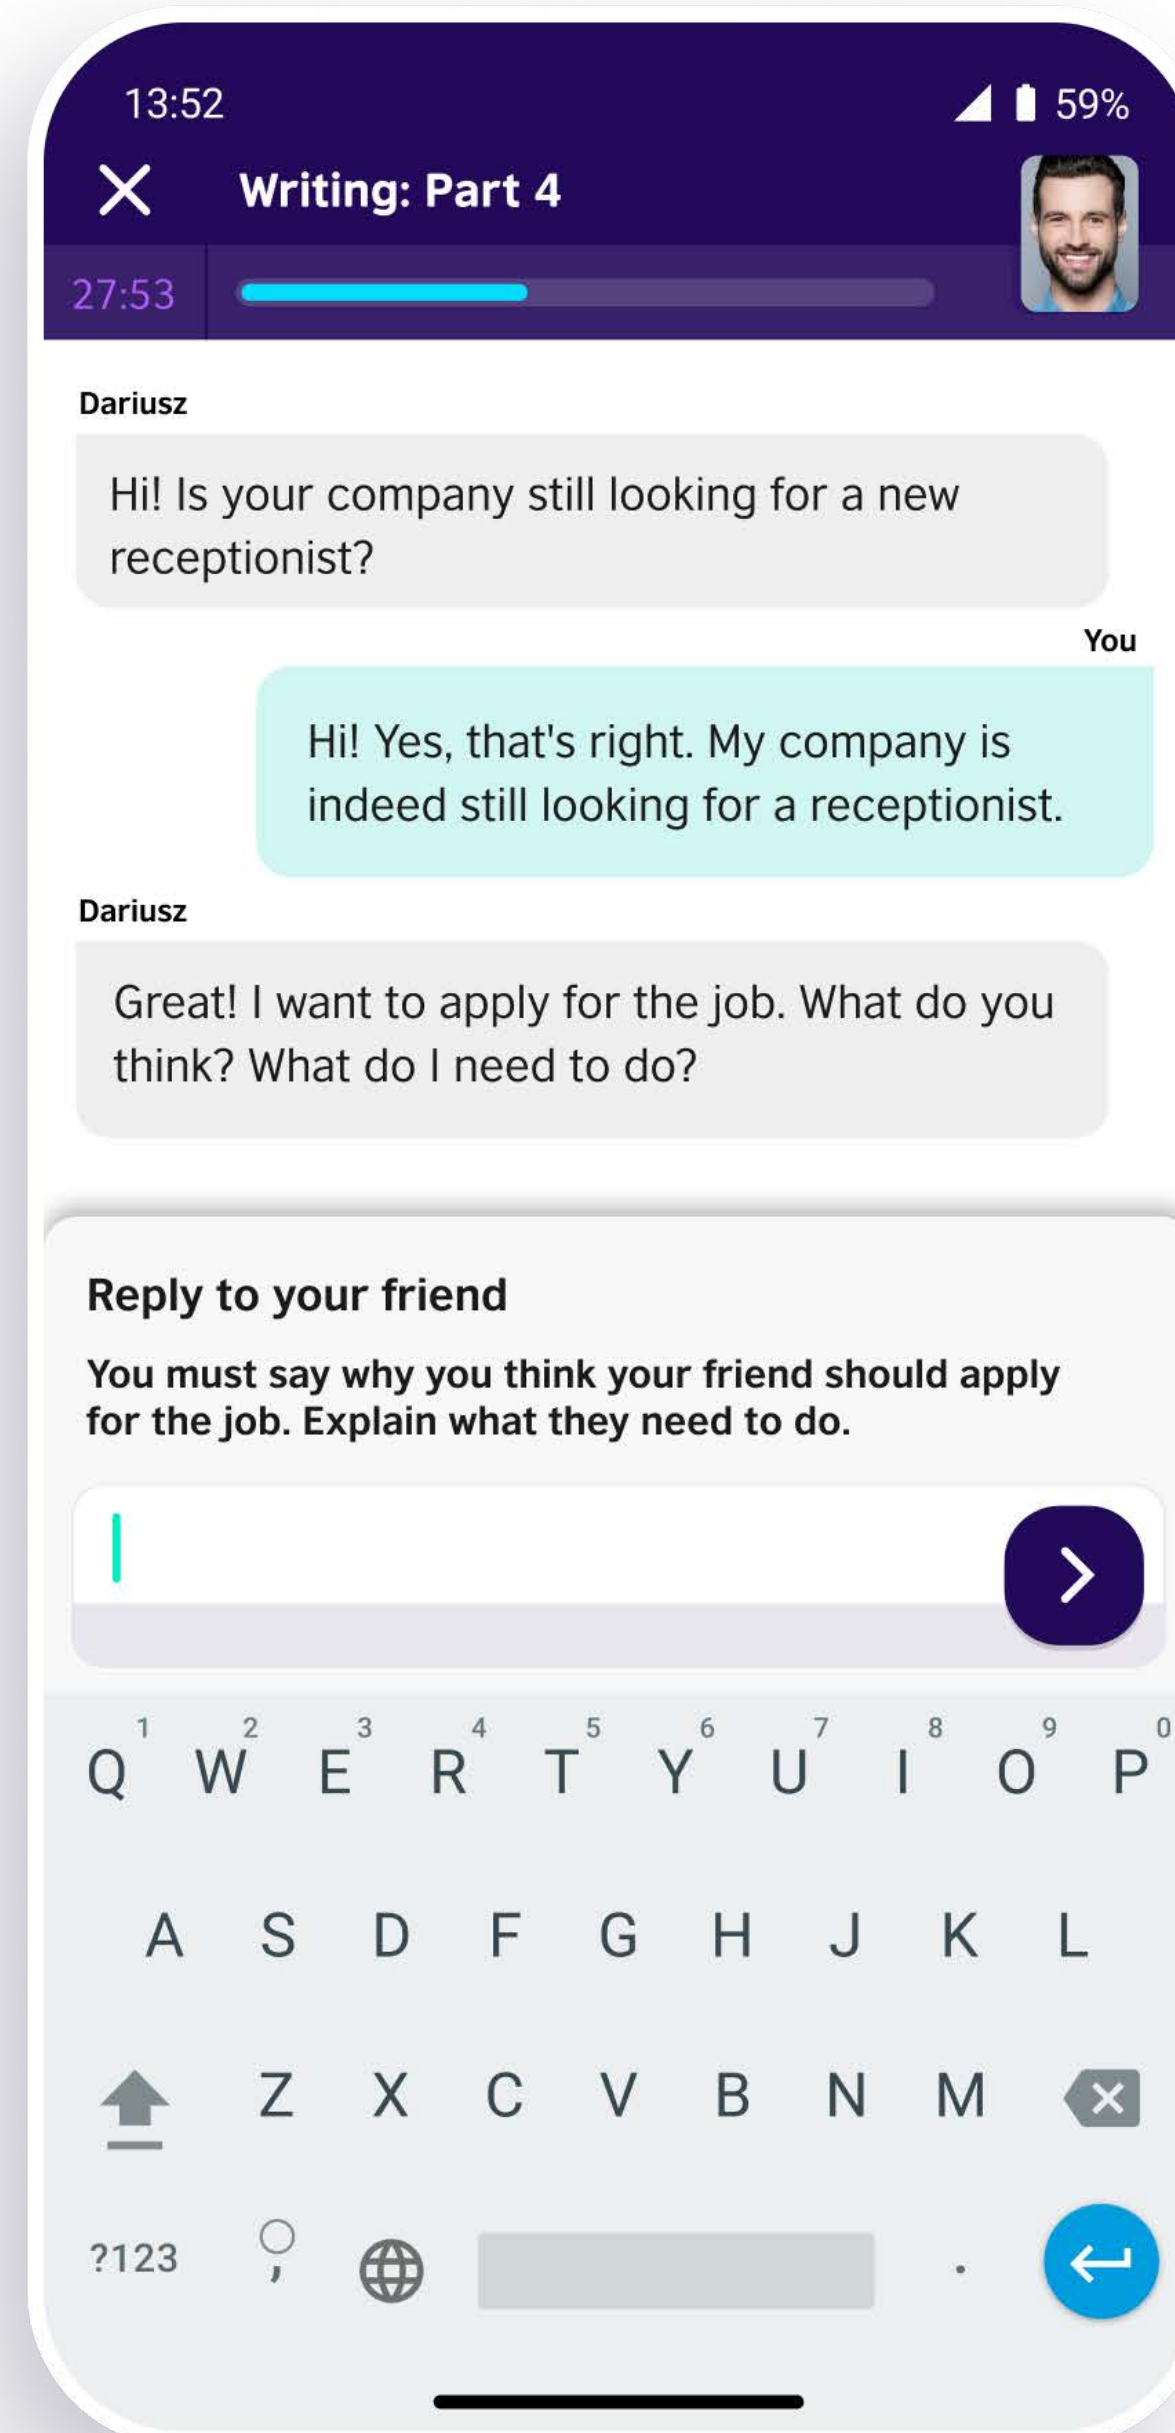 13:52 59%
Writing: Part 4
27:53
Dariusz
Hi! Is your company still looking for a new
receptionist?
You
Hi! Yes, that's right. My company is
indeed still looking for a receptionist.
Dariusz
Great! I want to apply for the job. What do you
think? What do I need to do?
Reply to your friend
You must say why you think your friend should apply
for the job. Explain what they need to do.
1 2 3 4 5 6 7 8 9 0
Q W E R T Y U I O P
A S D F G H J K L
Z X C V B N M
?123 , .